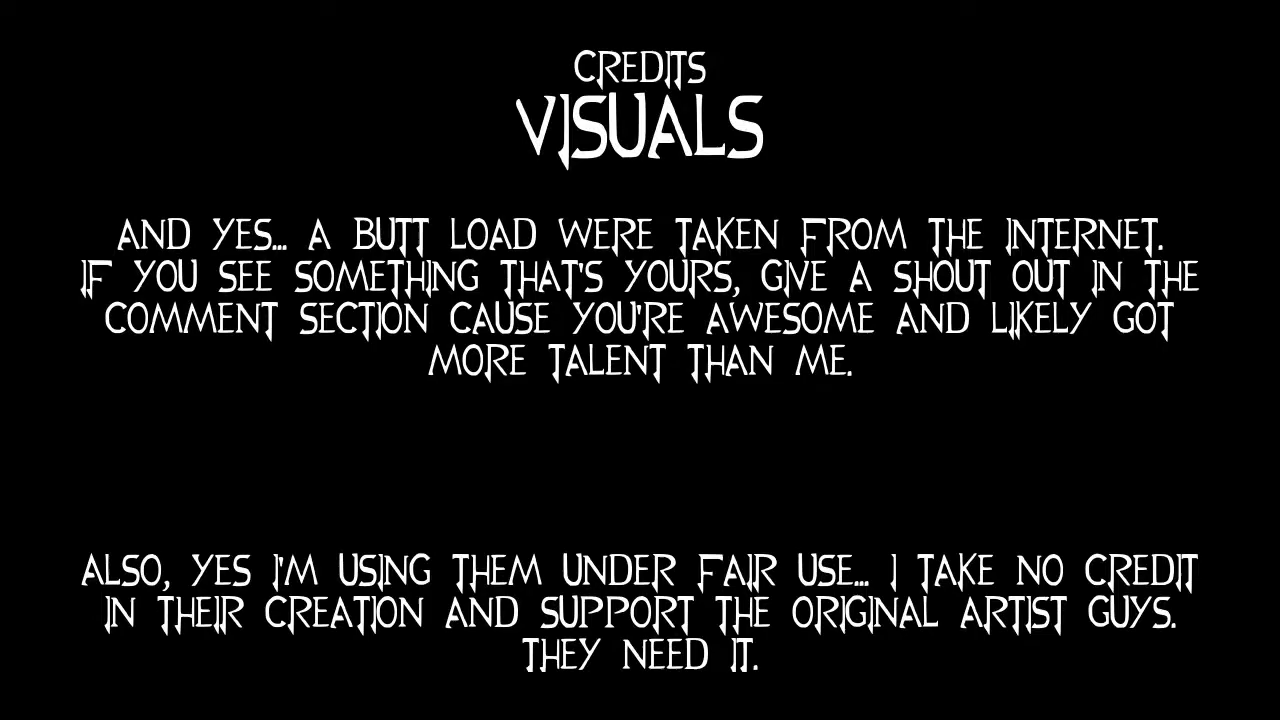 CREDITS
VISUALS
AND YES... A BUTT LOAD WERE TAKEN FROM THE INTERNET.
IF YOU SEE SOMETHING THAT'S YOURS, GIVE A SHOUT OUT IN THE
COMMENT SECTION CAUSE YOU'RE AWESOME AND LIKELY GOT
MORE TALENT THAN ME.
ALSO, YES I'M USING THEM UNDER FAIR USE... I TAKE NO CREDIT
IN THEIR CREATION AND SUPPORT THE ORIGINAL ARTIST GUYS.
THEY NEED IT.